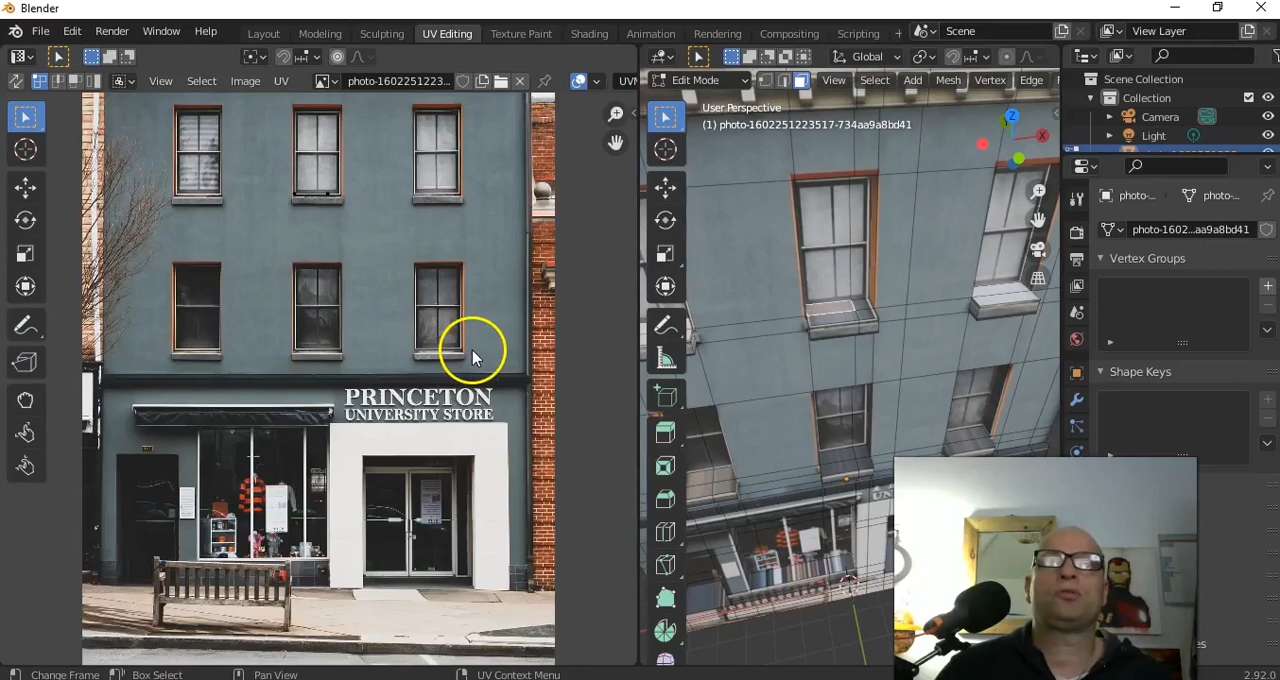 Blender
File Edit Render Window Help
Layout Modeling Sculpting UV Editing Texture Paint Shading Animation Rendering Compositing Scripting +
Scene
View Layer
View Select Image UV
photo-1602251223...
Global
Edit Mode
View Select Add Mesh Vertex Edge
User Perspective
(1) photo-1602251223517-734aa9a8bd41
Z
X
Scene Collection
Collection
Camera
Light
photo-...
photo-...
photo-1602...aa9a8bd41
Vertex Groups
Shape Keys
PRINCETON
UNIVERSITY STORE
Change Frame
Box Select
Pan View
UV Context Menu
2.92.0